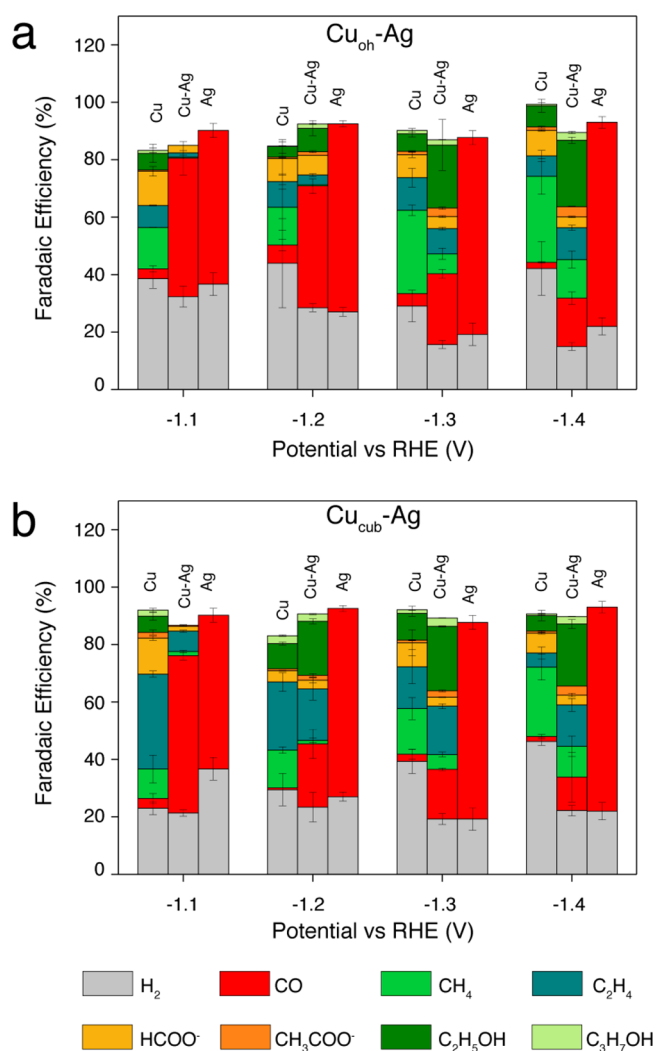 a
Cu_oh-Ag
120
100
80
60
40
20
0
Faradaic Efficiency (%)
Cu
Cu-Ag
Ag
Cu
Cu-Ag
Ag
Cu
Cu-Ag
Ag
Cu
Cu-Ag
Ag
-1.1
-1.2
-1.3
-1.4
Potential vs RHE (V)
b
Cu_cub-Ag
120
100
80
60
40
20
0
Faradaic Efficiency (%)
Cu
Cu-Ag
Ag
Cu
Cu-Ag
Ag
Cu
Cu-Ag
Ag
Cu
Cu-Ag
Ag
-1.1
-1.2
-1.3
-1.4
Potential vs RHE (V)
H₂ CO CH₄ C₂H₄
HCOO⁻ CH₃COO⁻ C₂H₅OH C₃H₇OH